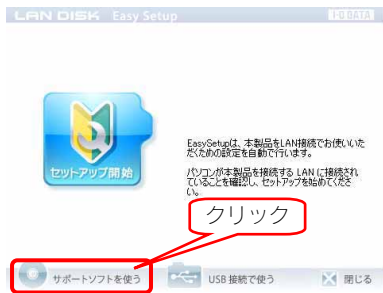 LAN DISK Easy Setup
I-O DATA
セットアップ開始
EasySetupは、本製品をLAN接続でお使いいた
だくための設定を自動で行います。
パソコンが本製品を接続する LAN に接続され
ていることを確認し、セットアップを始めてくださ
い。
クリック
サポートソフトを使う
USB 接続で使う
閉じる